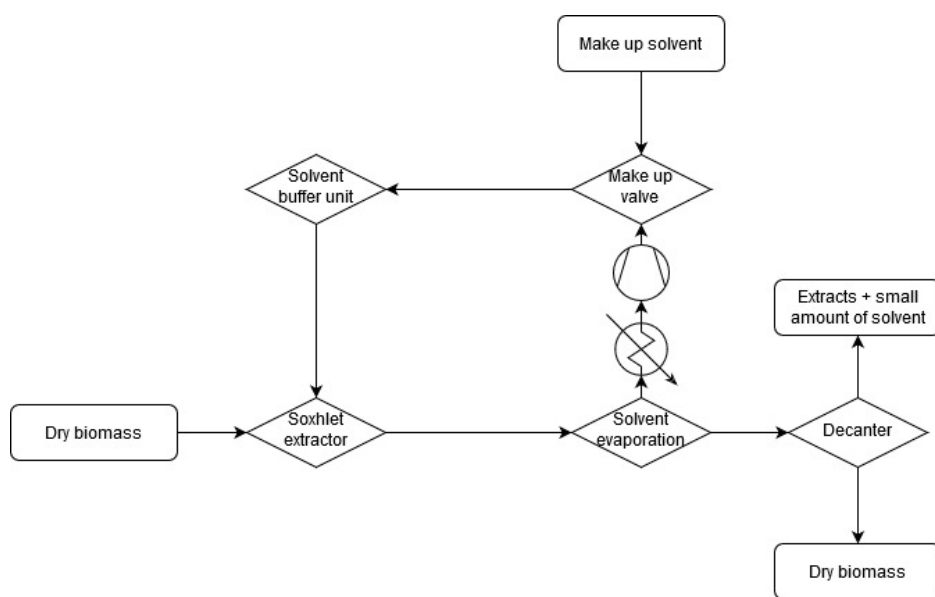 Make up solvent
Solvent
buffer unit
Make up
valve
Extracts + small
amount of solvent
Dry biomass
Soxhlet
extractor
Solvent
evaporation
Decanter
Dry biomass